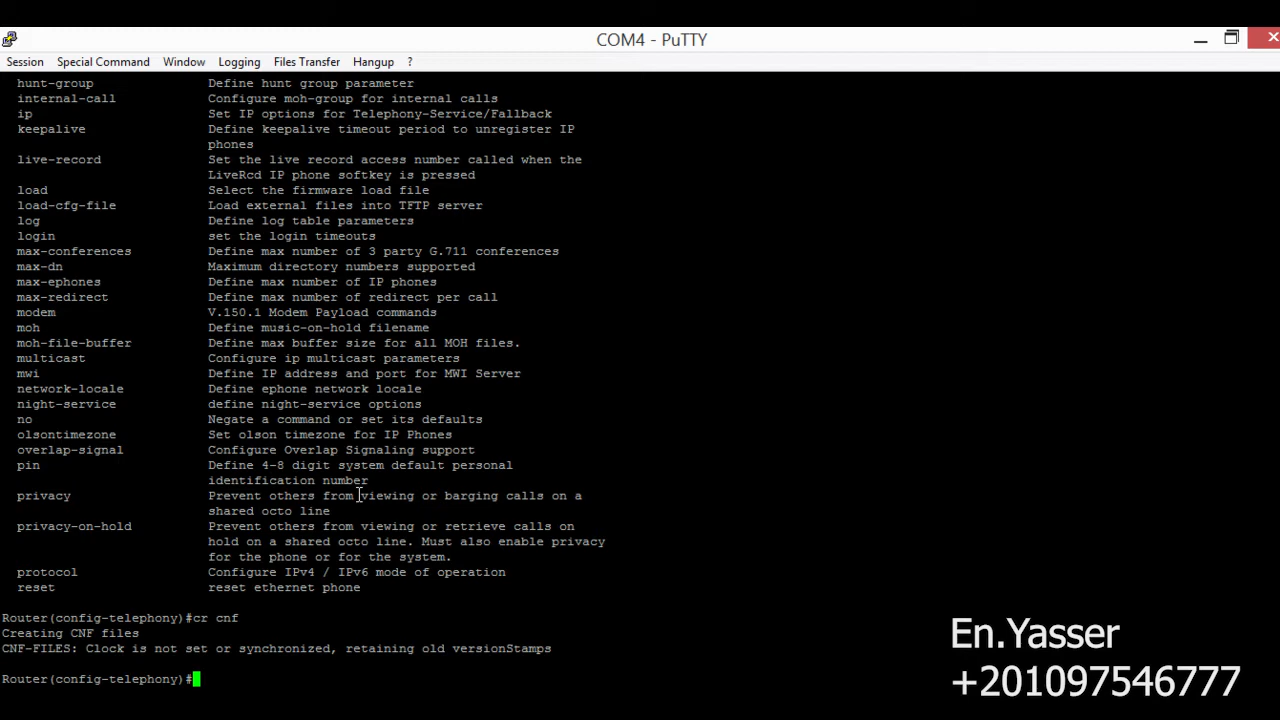 COM4 - PuTTY
Session Special Command Window Logging Files Transfer Hangup ?
hunt-group Define hunt group parameter
internal-call Configure moh-group for internal calls
ip Set IP options for Telephony-Service/Fallback
keepalive Define keepalive timeout period to unregister IP
phones
live-record Set the live record access number called when the
LiveRcd IP phone softkey is pressed
load Select the firmware load file
load-cfg-file Load external files into TFTP server
log Define log table parameters
login set the login timeouts
max-conferences Define max number of 3 party G.711 conferences
max-dn Maximum directory numbers supported
max-ephones Define max number of IP phones
max-redirect Define max number of redirect per call
modem V.150.1 Modem Payload commands
moh Define music-on-hold filename
moh-file-buffer Define max buffer size for all MOH files.
multicast Configure ip multicast parameters
mwi Define IP address and port for MWI Server
network-locale Define ephone network locale
night-service define night-service options
no Negate a command or set its defaults
olsontimezone Set olson timezone for IP Phones
overlap-signal Configure Overlap Signaling support
pin Define 4-8 digit system default personal
identification number
privacy Prevent others from viewing or barging calls on a
shared octo line
privacy-on-hold Prevent others from viewing or retrieve calls on
hold on a shared octo line. Must also enable privacy
for the phone or for the system.
protocol Configure IPv4 / IPv6 mode of operation
reset reset ethernet phone
Router(config-telephony)#cr cnf
Creating CNF files
CNF-FILES: Clock is not set or synchronized, retaining old versionStamps
Router(config-telephony)#
En.Yasser
+201097546777